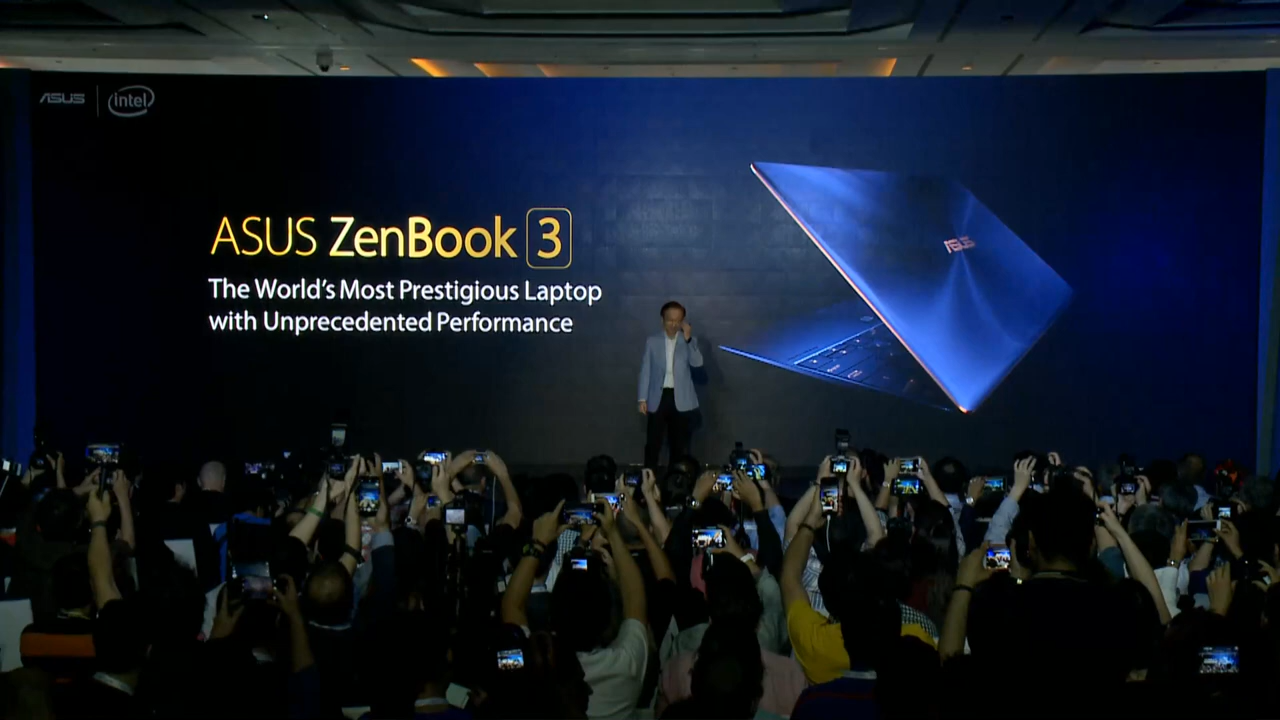 ASUS
intel
ASUS ZenBook 3
The World's Most Prestigious Laptop
with Unprecedented Performance
ASUS